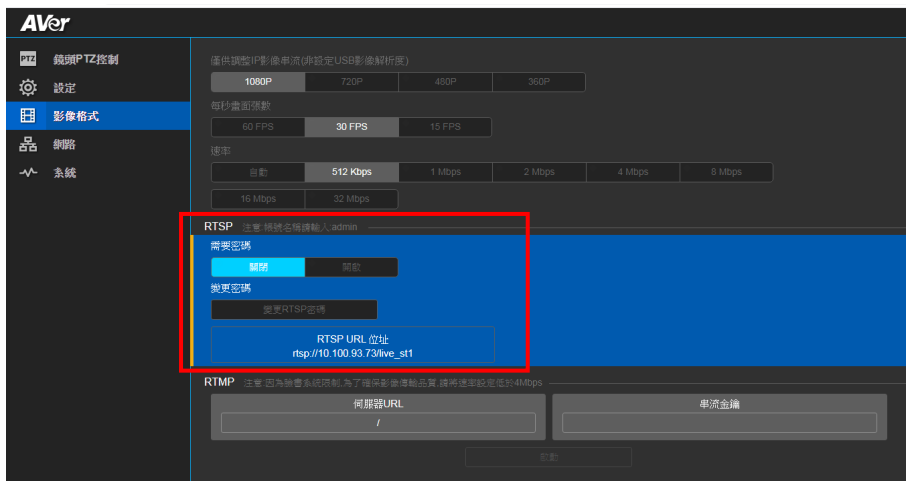 AVer
PTZ 鏡頭PTZ控制
設定
影像格式
網路
系統
僅供調整IP影像串流(非設定USB影像解析度)
1080P 720P 480P 360P
每秒畫面張數
60 FPS 30 FPS 15 FPS
速率
自動 512 Kbps 1 Mbps 2 Mbps 4 Mbps 8 Mbps
16 Mbps 32 Mbps
RTSP 注意:帳號名稱請輸入:admin
需要密碼
關閉 開啟
變更密碼
變更RTSP密碼
RTSP URL 位址
rtsp://10.100.93.73/live_st1
RTMP 注意:因為臉書系統限制,為了確保影像傳輸品質,請將速率設定低於4Mbps
伺服器URL 串流金鑰
/
啟動